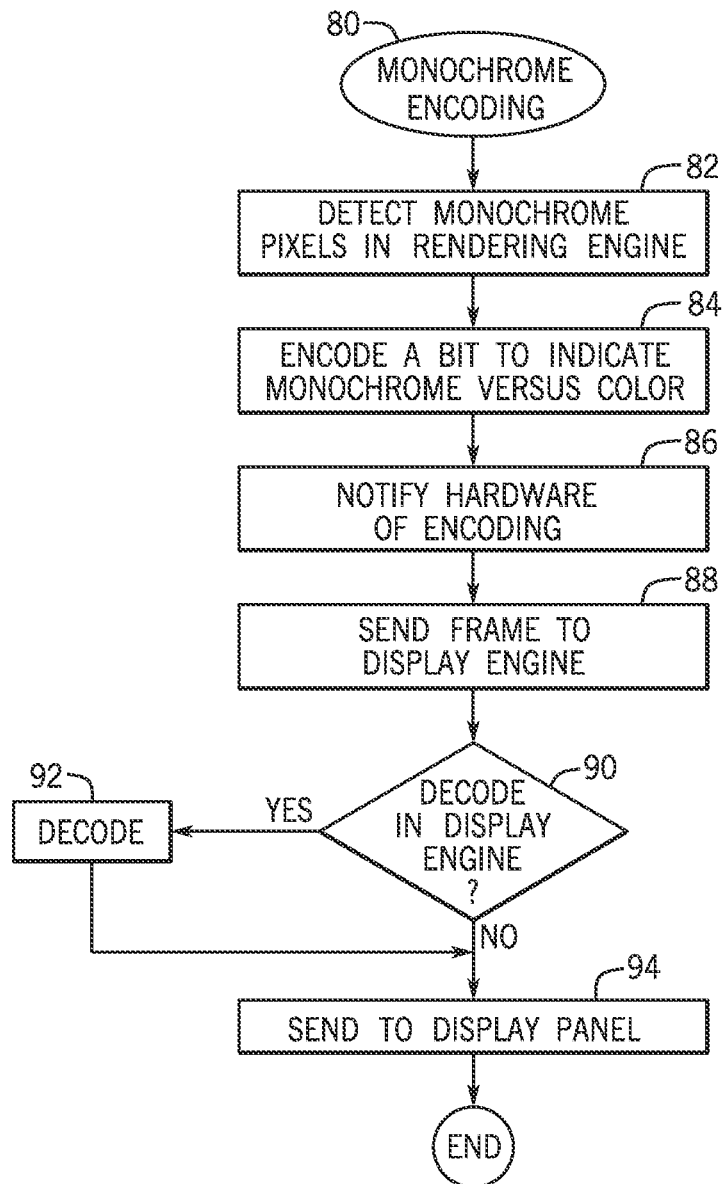 80
MONOCHROME
ENCODING
82
DETECT MONOCHROME
PIXELS IN RENDERING ENGINE
84
ENCODE A BIT TO INDICATE
MONOCHROME VERSUS COLOR
86
NOTIFY HARDWARE
OF ENCODING
88
SEND FRAME TO
DISPLAY ENGINE
90
DECODE
IN DISPLAY
ENGINE
?
YES
92
DECODE
NO
94
SEND TO DISPLAY PANEL
END